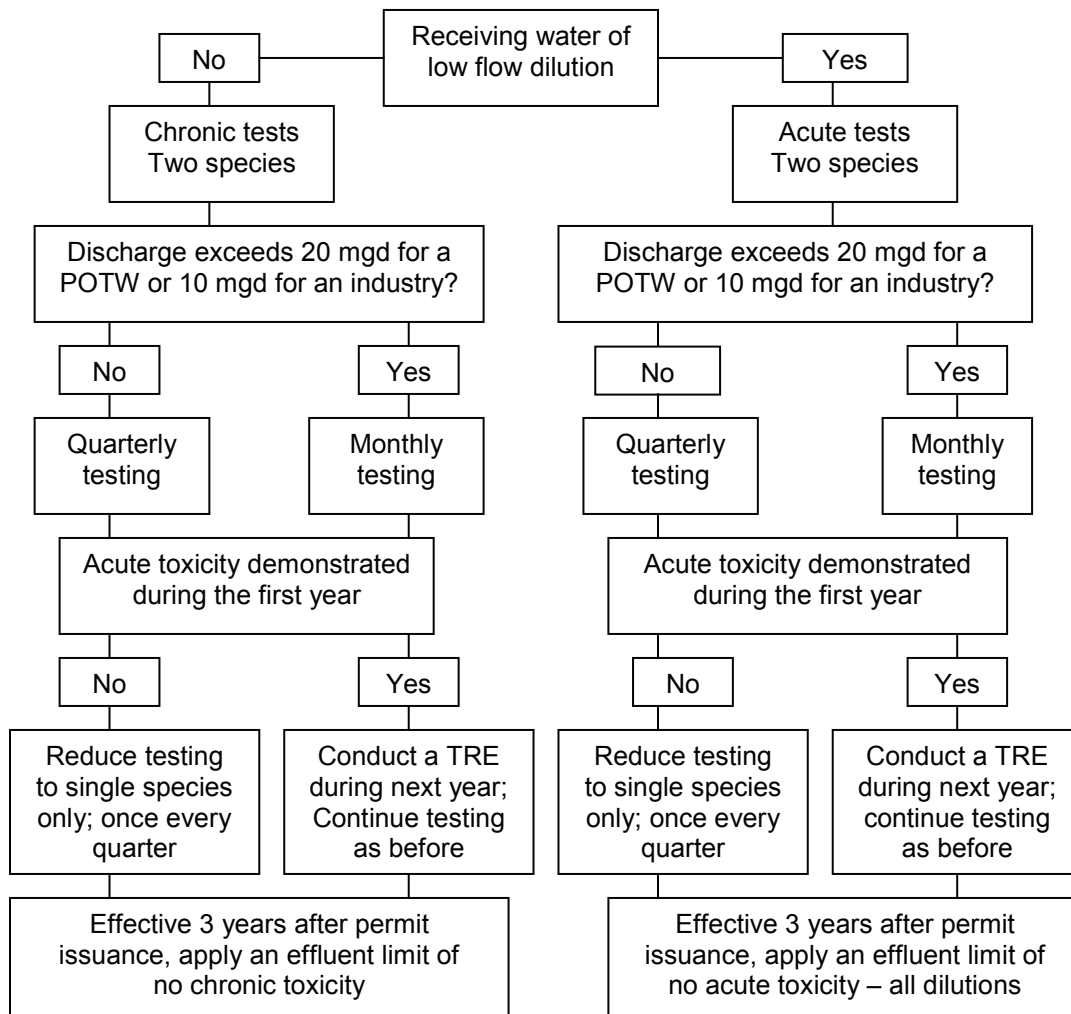 Receiving water of
low flow dilution
No
Yes
Chronic tests
Two species
Acute tests
Two species
Discharge exceeds 20 mgd for a
POTW or 10 mgd for an industry?
Discharge exceeds 20 mgd for a
POTW or 10 mgd for an industry?
No
Yes
No
Yes
Quarterly
testing
Monthly
testing
Quarterly
testing
Monthly
testing
Acute toxicity demonstrated
during the first year
Acute toxicity demonstrated
during the first year
No
Yes
No
Yes
Reduce testing
to single species
only; once every
quarter
Conduct a TRE
during next year;
Continue testing
as before
Reduce testing
to single species
only; once every
quarter
Conduct a TRE
during next year;
continue testing
as before
Effective 3 years after permit
issuance, apply an effluent limit of
no chronic toxicity
Effective 3 years after permit
issuance, apply an effluent limit of
no acute toxicity – all dilutions